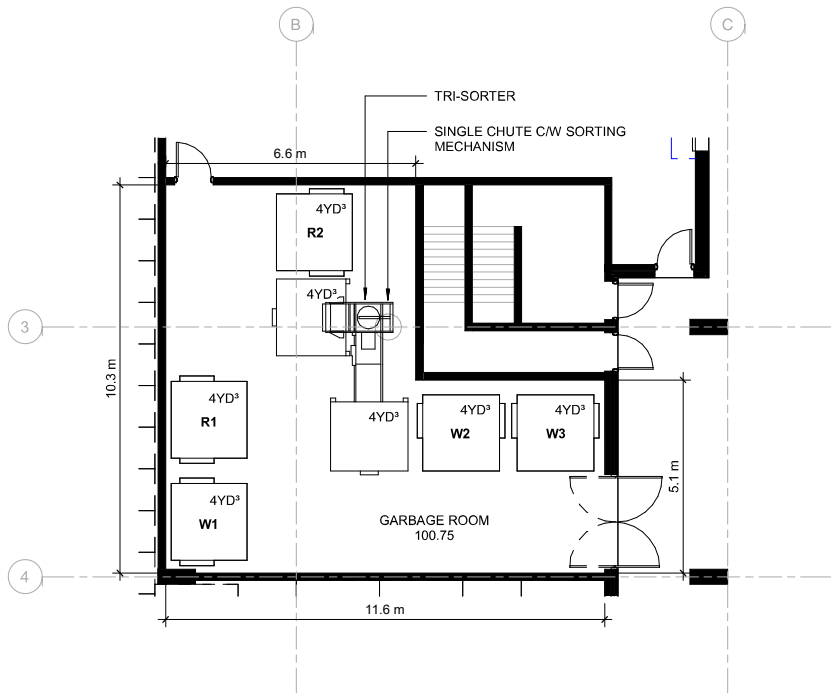 B
C
TRI-SORTER
SINGLE CHUTE C/W SORTING
MECHANISM
6.6 m
4YD³
R2
4YD³
3
10.3 m
4YD³
R1
4YD³
4YD³
W2
4YD³
W3
5.1 m
4YD³
W1
GARBAGE ROOM
100.75
4
11.6 m